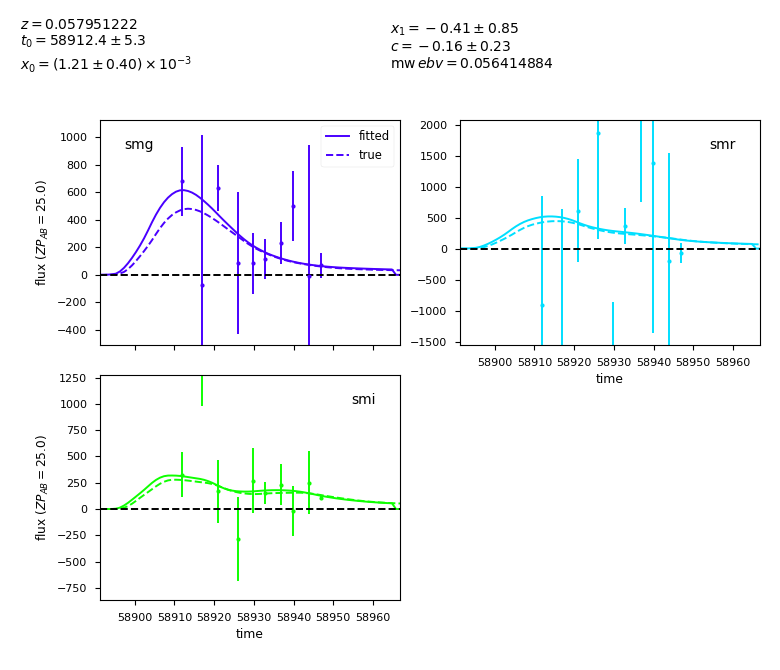 z = 0.057951222
t₀ = 58912.4 ± 5.3
x₀ = (1.21 ± 0.40) × 10⁻³
x₁ = −0.41 ± 0.85
c = −0.16 ± 0.23
mw ebv = 0.056414884
smg
fitted
true
1000
800
600
400
200
0
−200
−400
flux (ZP_AB = 25.0)
smr
2000
1500
1000
500
0
−500
−1000
−1500
58900 58910 58920 58930 58940 58950 58960
time
smi
1250
1000
750
500
250
0
−250
−500
−750
flux (ZP_AB = 25.0)
58900 58910 58920 58930 58940 58950 58960
time